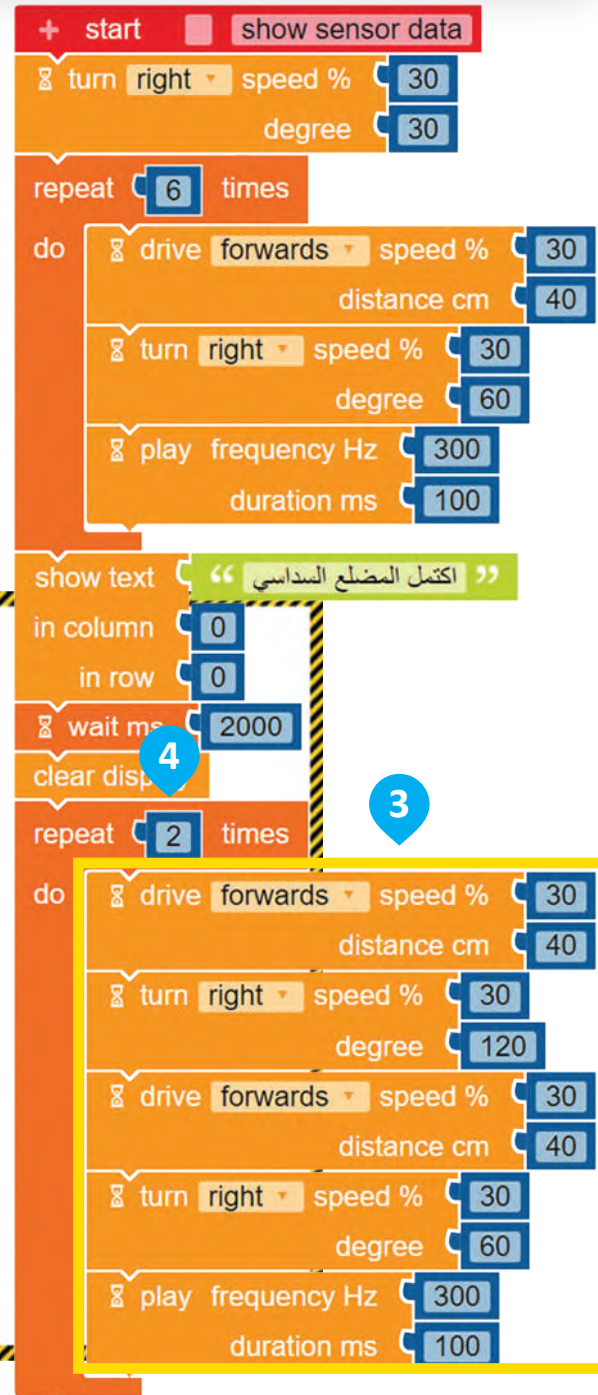 + start show sensor data
turn right speed % 30
degree 30
repeat 6 times
do drive forwards speed % 30
distance cm 40
turn right speed % 30
degree 60
play frequency Hz 300
duration ms 100
show text “ اكتمل المضلع السداسي ”
in column 0
in row 0
wait ms 2000
4
clear
3
repeat 2 times
do drive forwards speed % 30
distance cm 40
turn right speed % 30
degree 120
drive forwards speed % 30
distance cm 40
turn right speed % 30
degree 60
play frequency Hz 300
duration ms 100